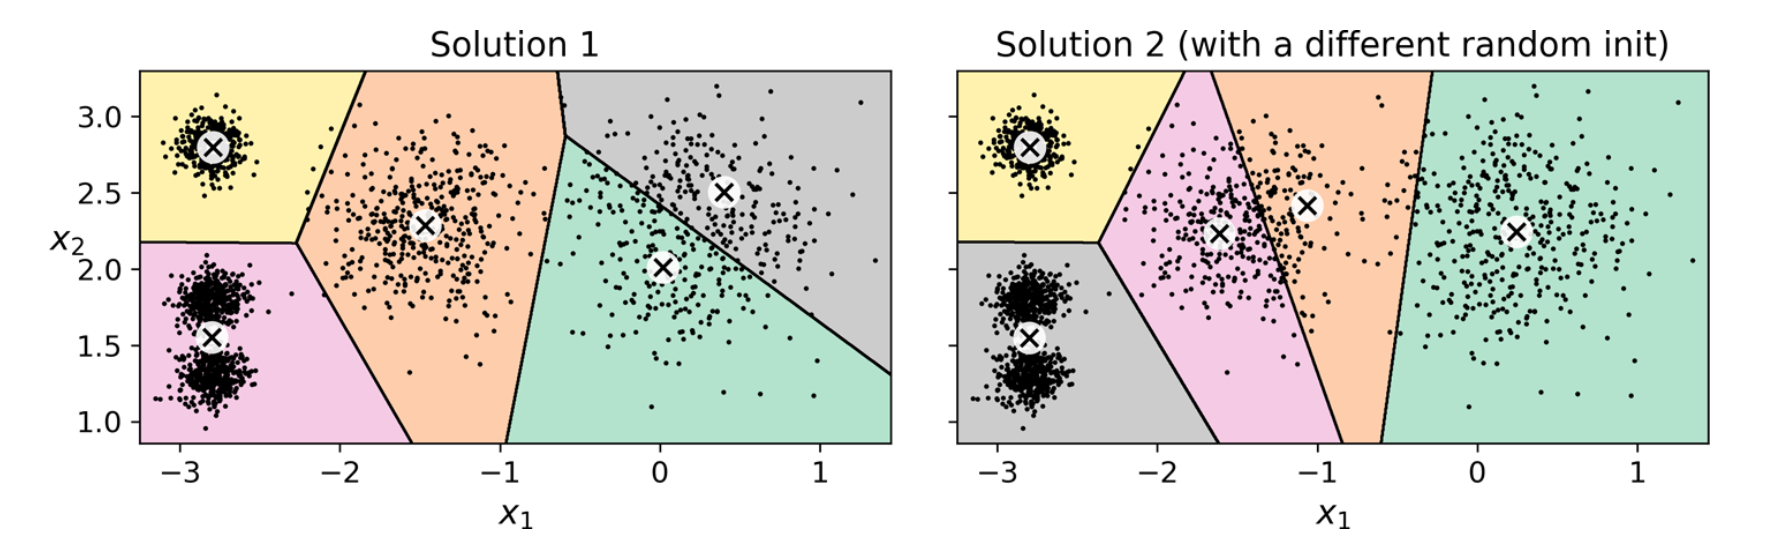 Solution 1
Solution 2 (with a different random init)
x₂
3.0
2.5
2.0
1.5
1.0
−3 −2 −1 0 1
x₁
−3 −2 −1 0 1
x₁